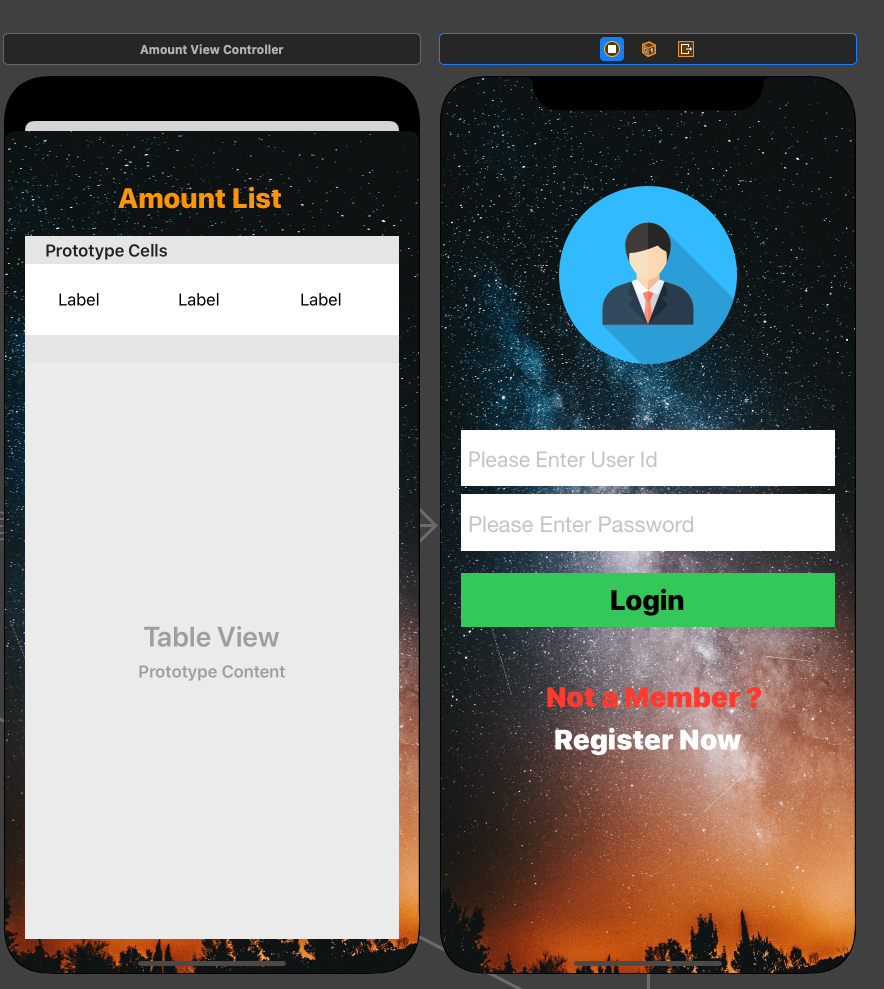 Amount View Controller
Amount List
Prototype Cells
Label Label Label
Table View
Prototype Content
Please Enter User Id
Please Enter Password
Login
Not a Member ?
Register Now